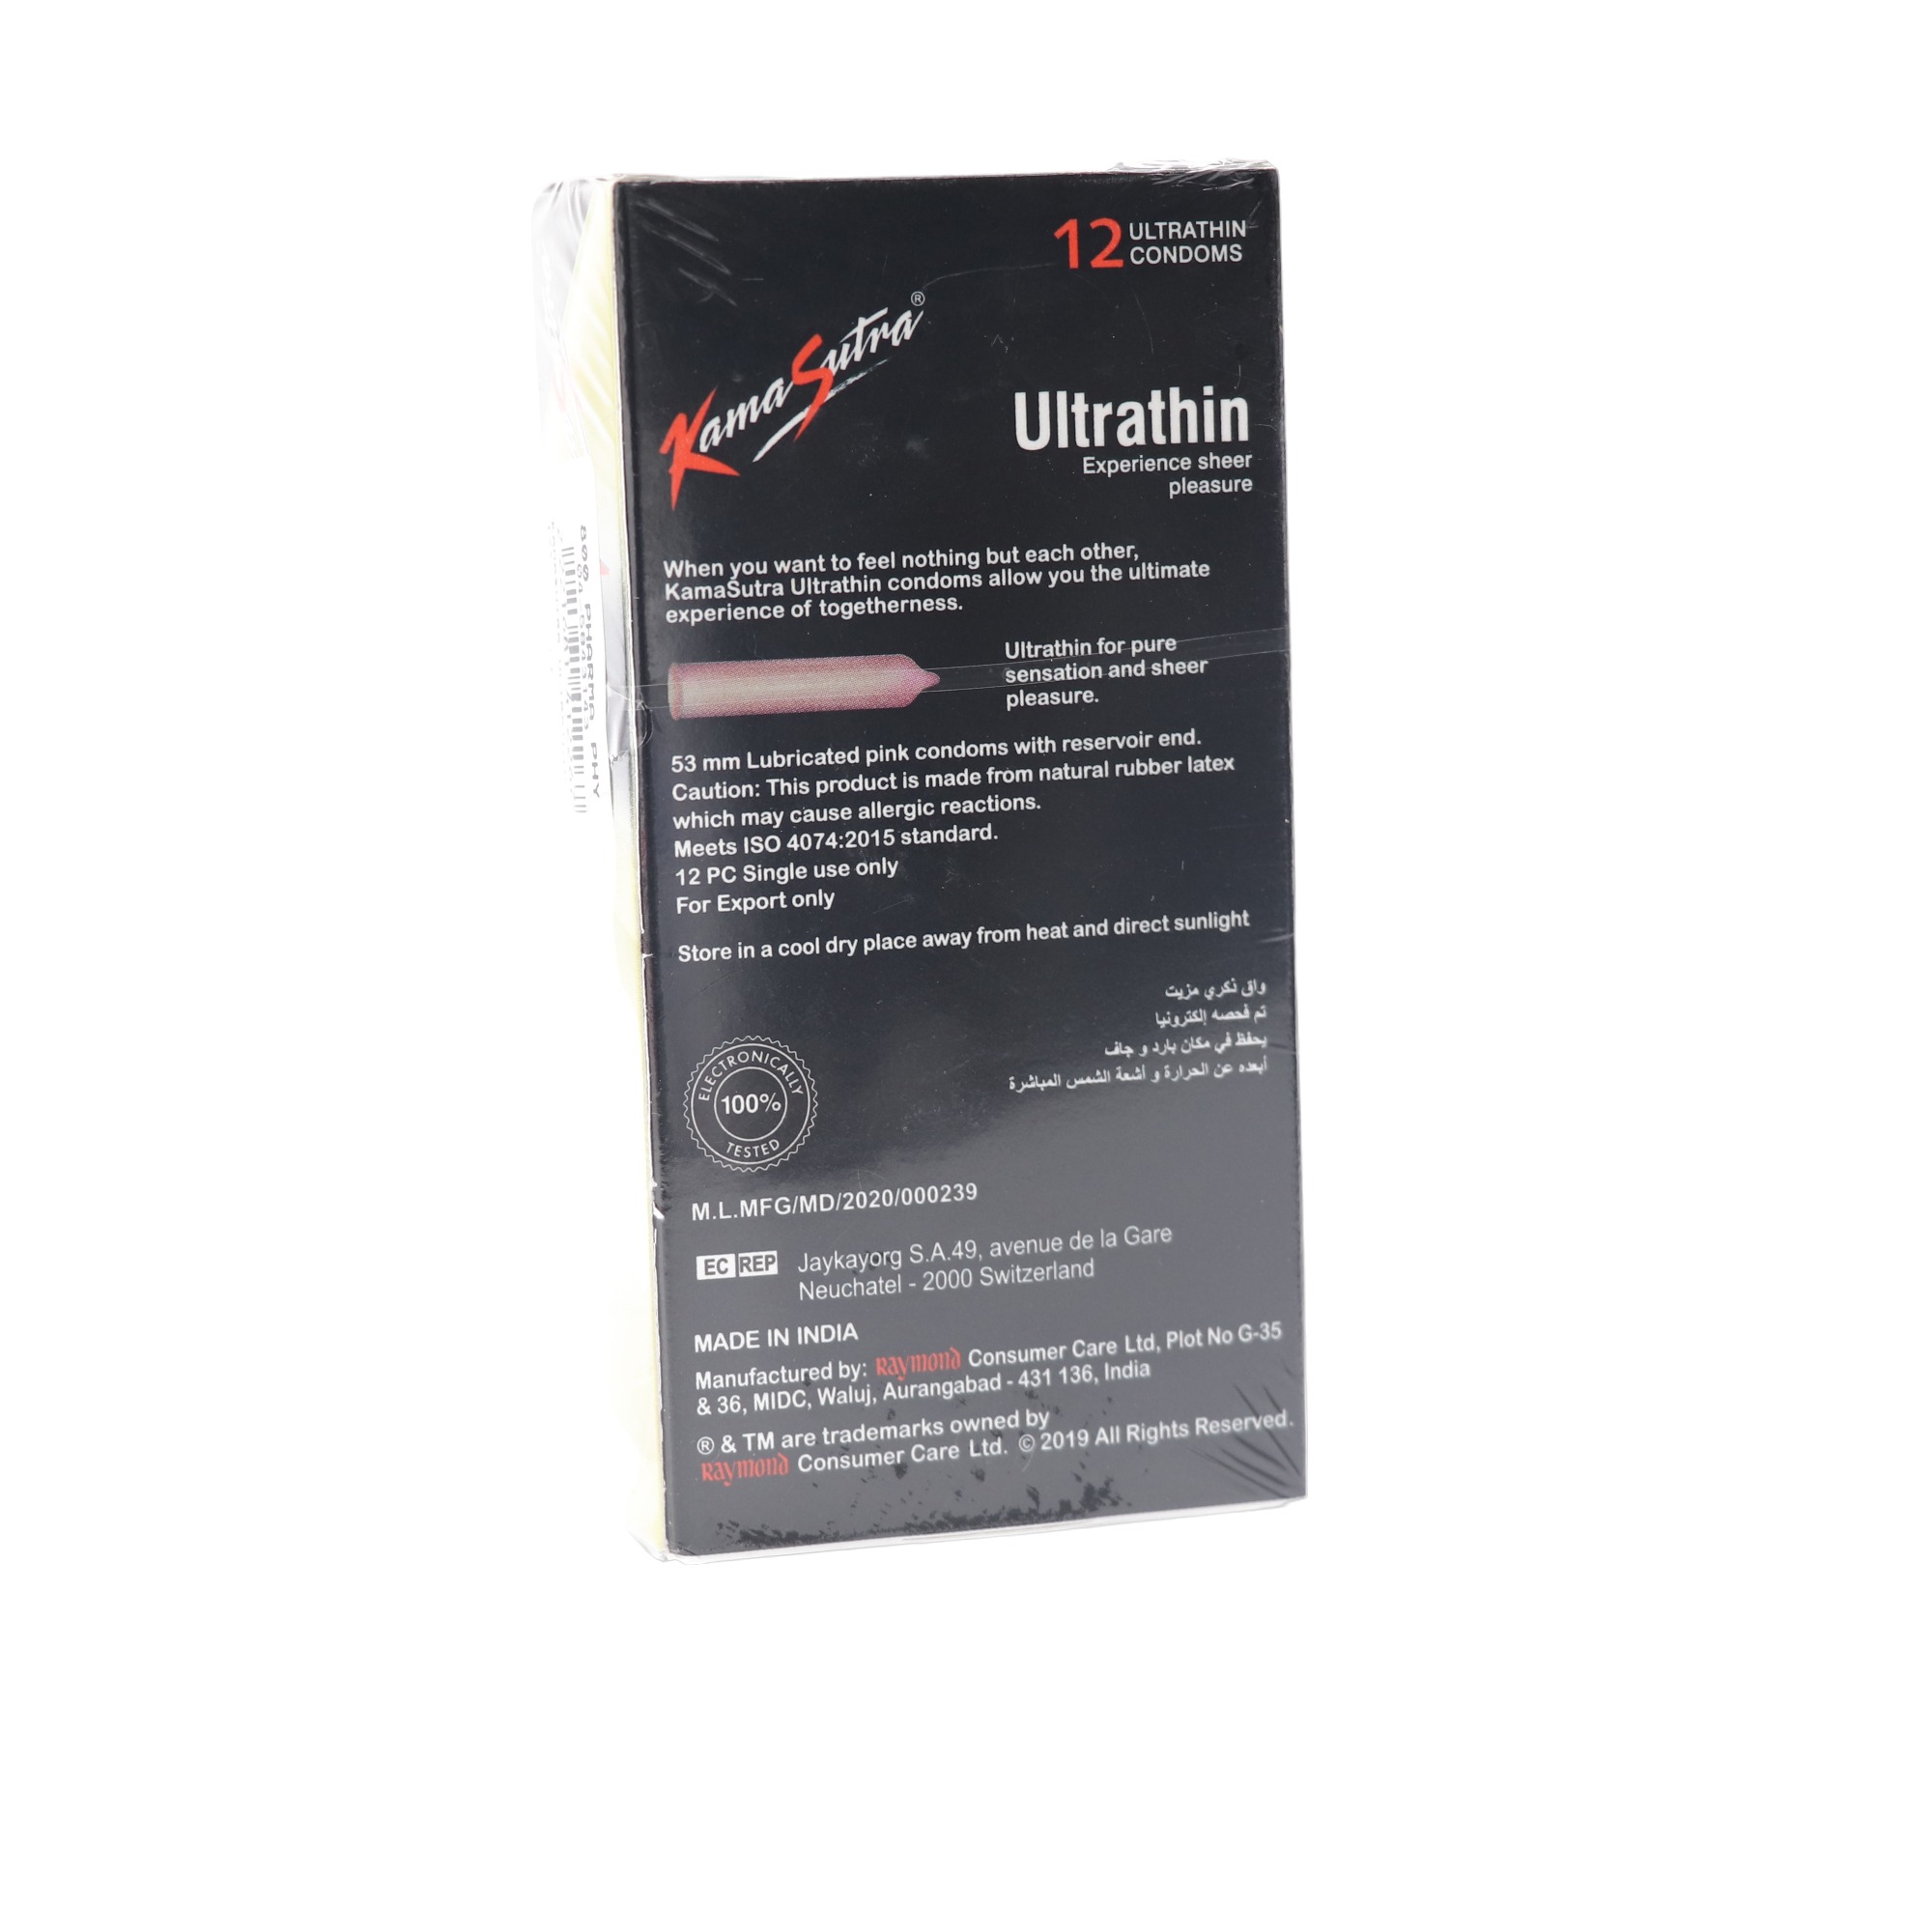 12 ULTRATHIN
CONDOMS
KamaSutra®
Ultrathin
Experience sheer
pleasure
When you want to feel nothing but each other,
KamaSutra Ultrathin condoms allow you the ultimate
experience of togetherness.
Ultrathin for pure
sensation and sheer
pleasure.
53 mm Lubricated pink condoms with reservoir end.
Caution: This product is made from natural rubber latex
which may cause allergic reactions.
Meets ISO 4074:2015 standard.
12 PC Single use only
For Export only
Store in a cool dry place away from heat and direct sunlight
واق ذكري مزيت
تم فحصه إلكترونيا
يحفظ في مكان بارد و جاف
أبعده عن الحرارة و أشعة الشمس المباشرة
ELECTRONICALLY
100%
TESTED
M.L.MFG/MD/2020/000239
EC REP Jaykayorg S.A.49, avenue de la Gare
Neuchatel - 2000 Switzerland
MADE IN INDIA
Manufactured by: Raymond Consumer Care Ltd, Plot No G-35
& 36, MIDC, Waluj, Aurangabad - 431 136, India
® & TM are trademarks owned by
Raymond Consumer Care Ltd. © 2019 All Rights Reserved.
PHARMA PHY